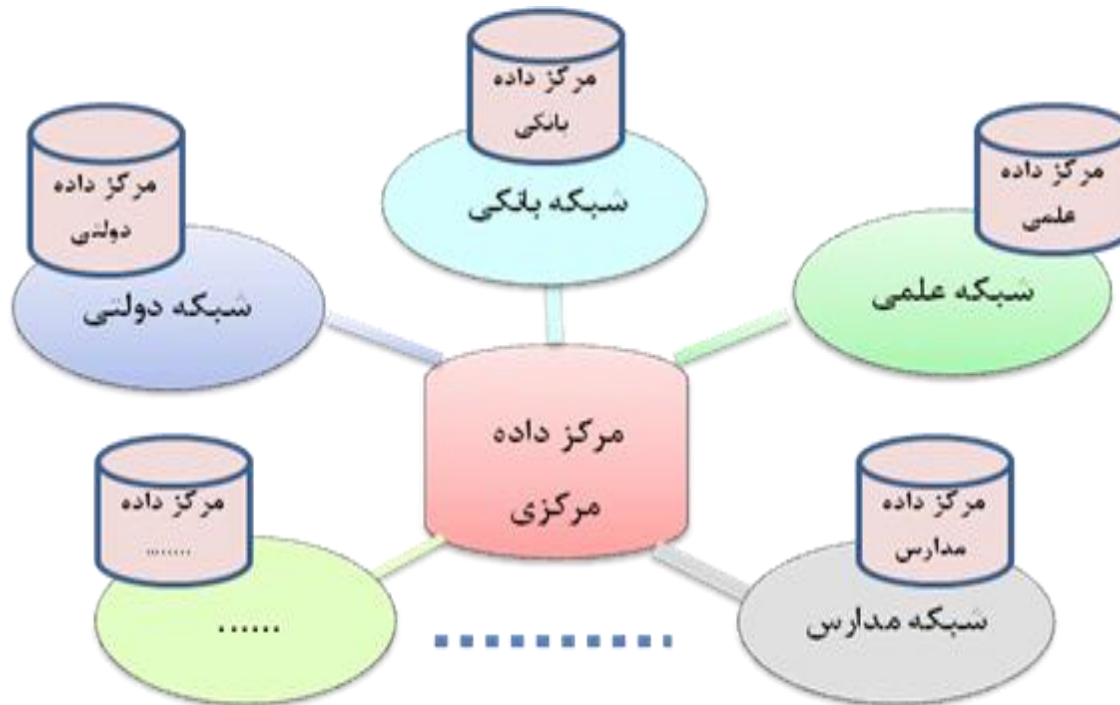 مرکز داده
بانکی
شبکه بانکی
مرکز داده
علمی
شبکه علمی
مرکز داده
دولتی
شبکه دولتی
مرکز داده
مرکزی
مرکز داده
........
......
مرکز داده
مدارس
شبکه مدارس